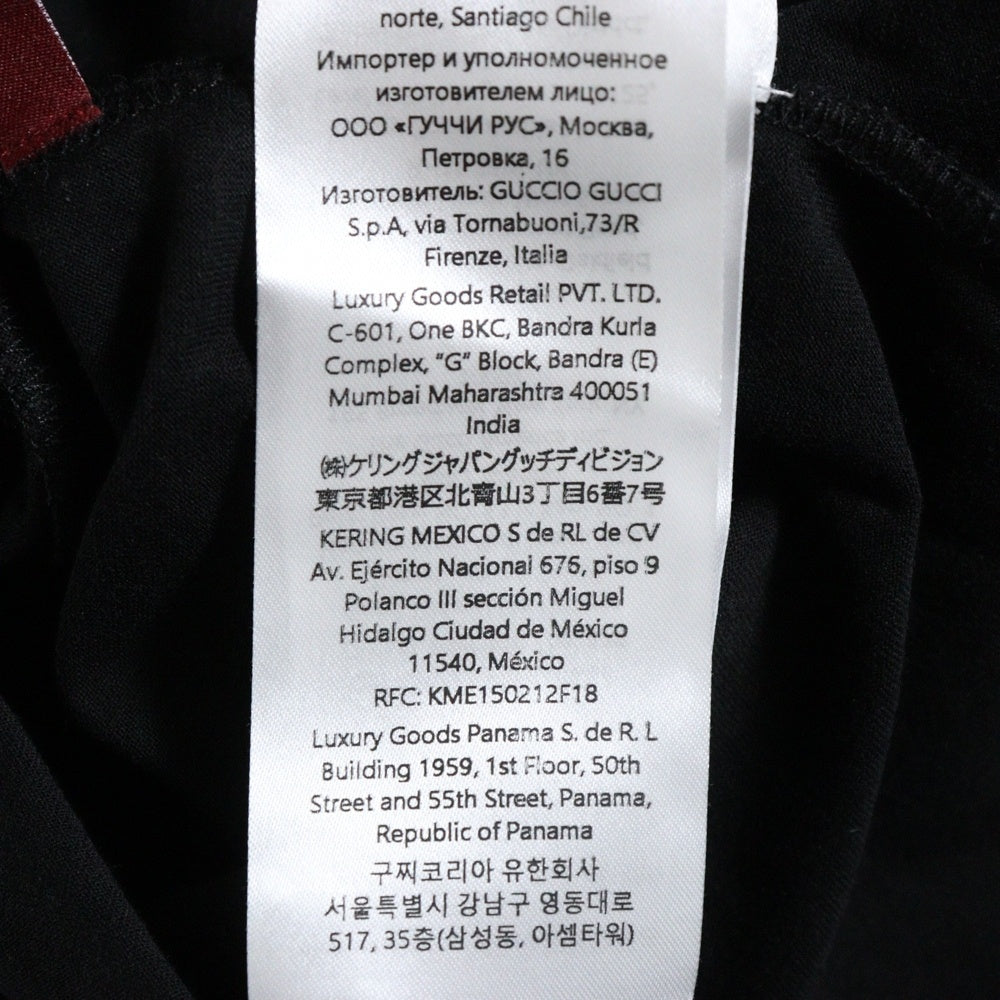 norte, Santiago Chile
Импортер и уполномоченное
изготовителем лицо:
ООО «ГУЧЧИ РУС», Москва,
Петровка, 16
Изготовитель: GUCCIO GUCCI
S.p.A, via Tornabuoni,73/R
Firenze, Italia
Luxury Goods Retail PVT. LTD.
C-601, One BKC, Bandra Kurla
Complex, "G" Block, Bandra (E)
Mumbai Maharashtra 400051
India
㈱ケリングジャパングッチディビジョン
東京都港区北青山3丁目6番7号
KERING MEXICO S de RL de CV
Av. Ejército Nacional 676, piso 9
Polanco III sección Miguel
Hidalgo Ciudad de México
11540, México
RFC: KME150212F18
Luxury Goods Panama S. de R. L
Building 1959, 1st Floor, 50th
Street and 55th Street, Panama,
Republic of Panama
구찌코리아 유한회사
서울특별시 강남구 영동대로
517, 35층(삼성동, 아셈타워)